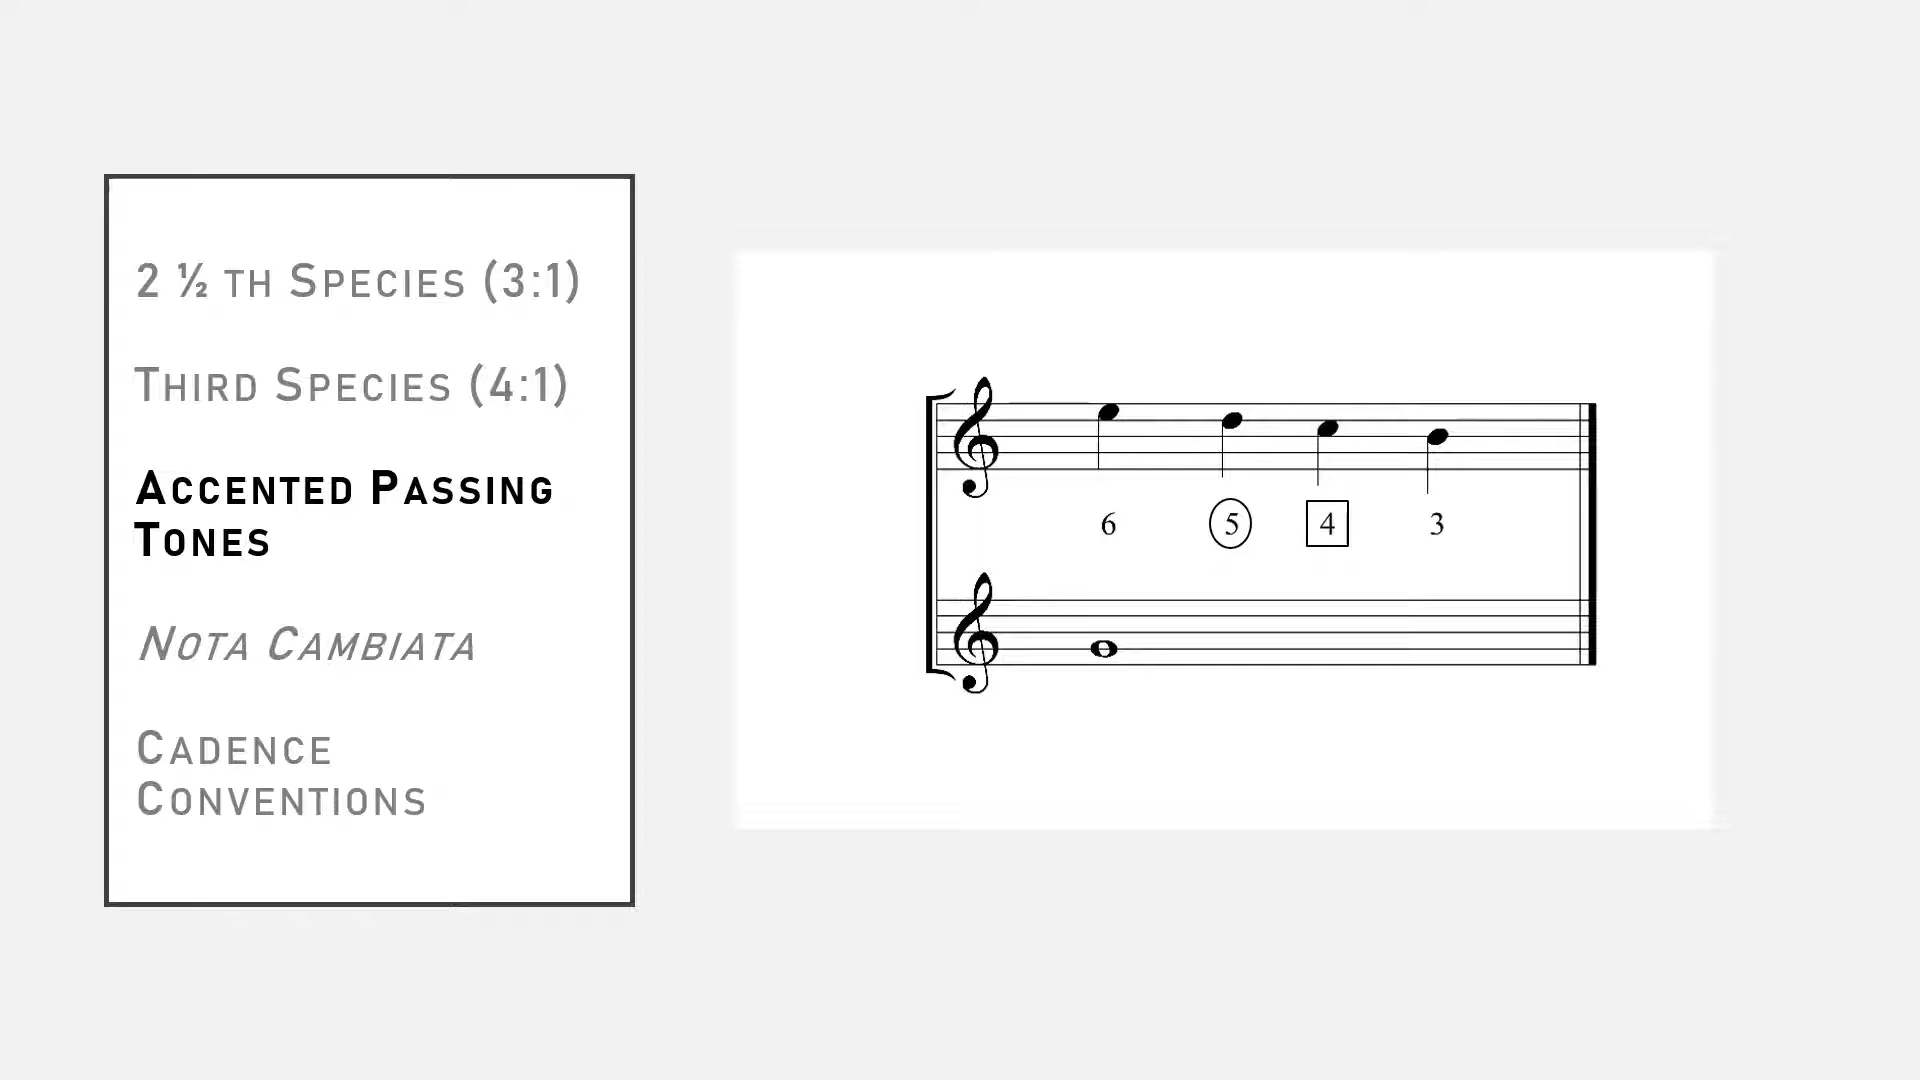 2 ½ th Species (3:1)
Third Species (4:1)
Accented Passing
Tones
Nota Cambiata
Cadence
Conventions
6 5 4 3